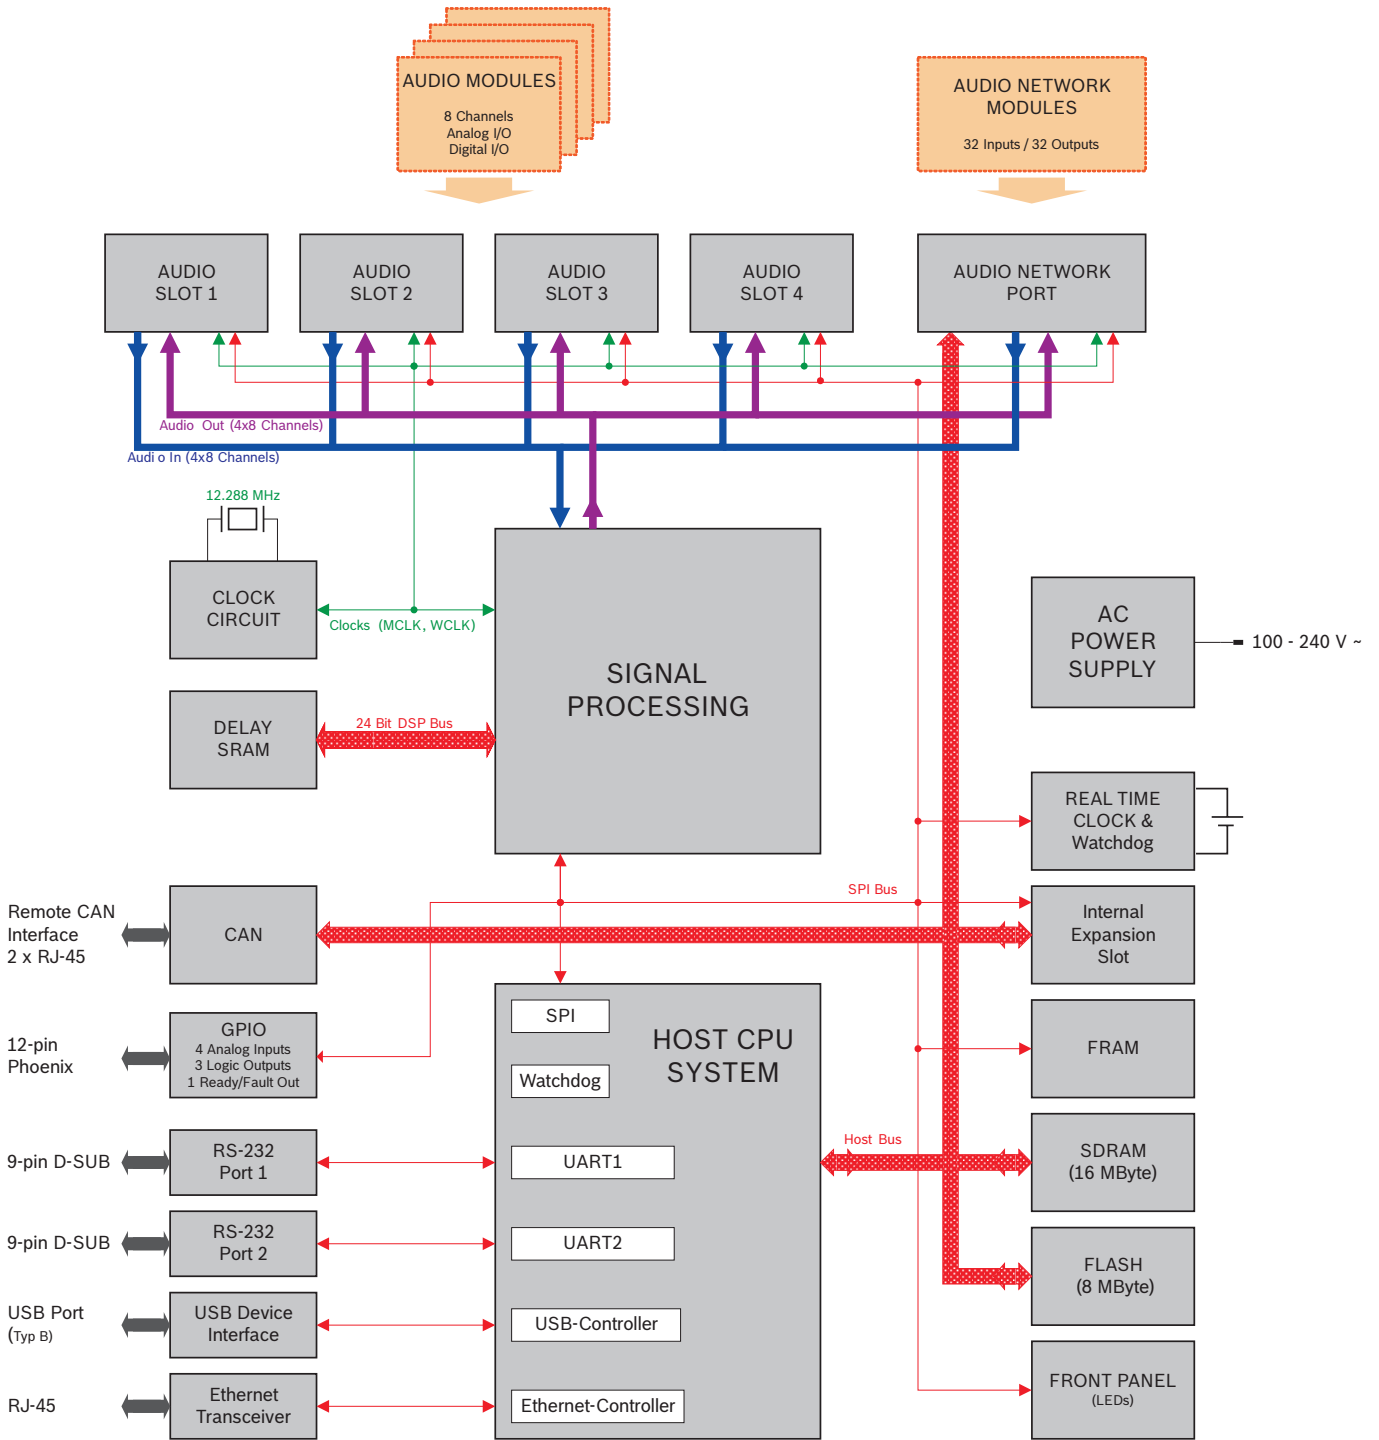 AUDIO MODULES
8 Channels
Analog I/O
Digital I/O
AUDIO NETWORK
MODULES
32 Inputs / 32 Outputs
AUDIO
SLOT 1
AUDIO
SLOT 2
AUDIO
SLOT 3
AUDIO
SLOT 4
AUDIO NETWORK
PORT
Audio Out (4x8 Channels)
Audio In (4x8 Channels)
12.288 MHz
CLOCK
CIRCUIT
Clocks (MCLK, WCLK)
SIGNAL
PROCESSING
AC
POWER
SUPPLY
100 - 240 V ~
DELAY
SRAM
24 Bit DSP Bus
REAL TIME
CLOCK &
Watchdog
SPI Bus
Remote CAN
Interface
2 x RJ-45
CAN
Internal
Expansion
Slot
12-pin
Phoenix
GPIO
4 Analog Inputs
3 Logic Outputs
1 Ready/Fault Out
SPI
Watchdog
HOST CPU
SYSTEM
FRAM
9-pin D-SUB
RS-232
Port 1
UART1
Host Bus
SDRAM
(16 MByte)
9-pin D-SUB
RS-232
Port 2
UART2
FLASH
(8 MByte)
USB Port
(Typ B)
USB Device
Interface
USB-Controller
RJ-45
Ethernet
Transceiver
Ethernet-Controller
FRONT PANEL
(LEDs)